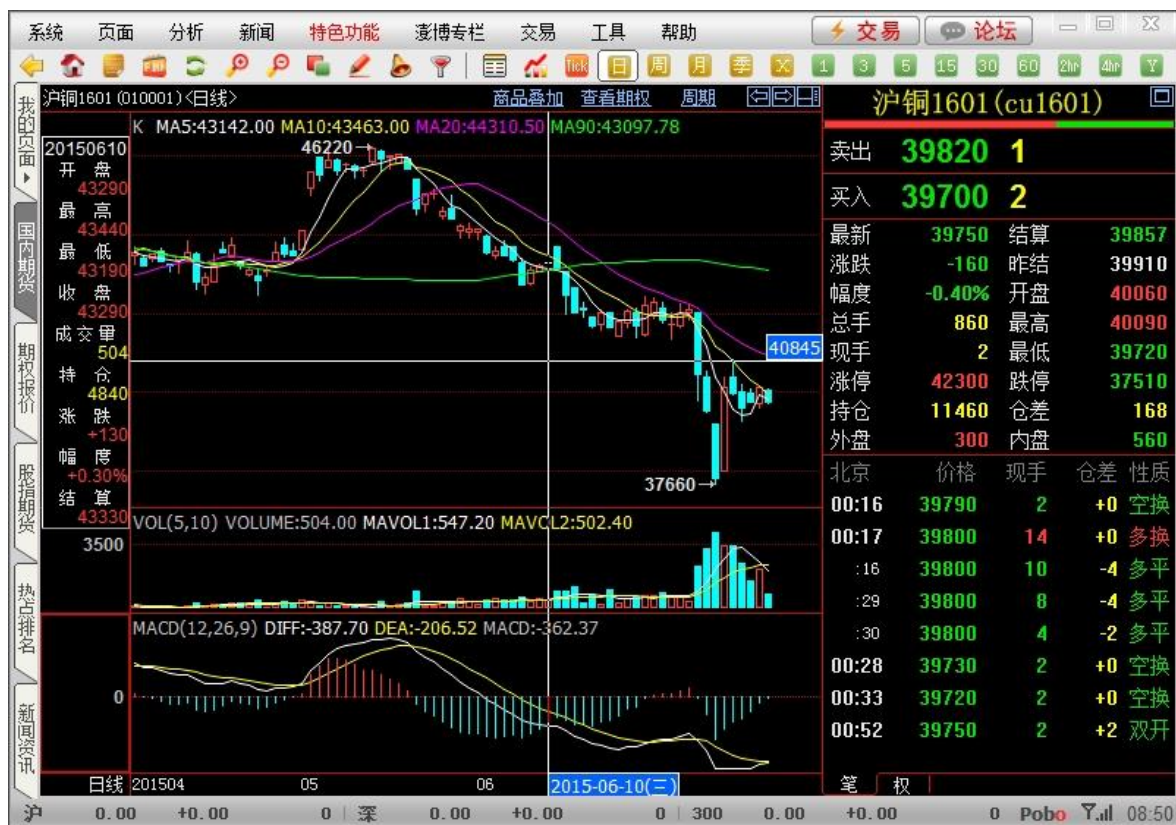 系统 页面 分析 新闻 特色功能 澎博专栏 交易 工具 帮助 交易 论坛
Tick 日 周 月 季 X 1 3 5 15 30 60 2hr 4hr Y
我的页面
国内期货
期权报价
股指期货
热点排名
新闻资讯
沪铜1601 (010001)<日线> 商品叠加 查看期权 周期
K MA5:43142.00 MA10:43463.00 MA20:44310.50 MA90:43097.78
20150610
开盘
43290
最高
43440
最低
43190
收盘
43290
成交量
504
持仓
4840
涨跌
+130
幅度
+0.30%
结算
43330
46220
40845
37660
VOL(5,10) VOLUME:504.00 MAVOL1:547.20 MAVOL2:502.40
3500
MACD(12,26,9) DIFF:-387.70 DEA:-206.52 MACD:-362.37
0
日线 201504 05 06 2015-06-10(三)
沪铜1601(cu1601)
卖出 39820 1
买入 39700 2
最新 39750 结算 39857
涨跌 -160 昨结 39910
幅度 -0.40% 开盘 40060
总手 860 最高 40090
现手 2 最低 39720
涨停 42300 跌停 37510
持仓 11460 仓差 168
外盘 300 内盘 560
北京 价格 现手 仓差 性质
00:16 39790 2 +0 空换
00:17 39800 14 +0 多换
:16 39800 10 -4 多平
:29 39800 8 -4 多平
:30 39800 4 -2 多平
00:28 39730 2 +0 空换
00:33 39720 2 +0 空换
00:52 39750 2 +2 双开
笔 权
沪 0.00 +0.00 0 深 0.00 +0.00 0 300 0.00 +0.00 0 Pobo 08:50